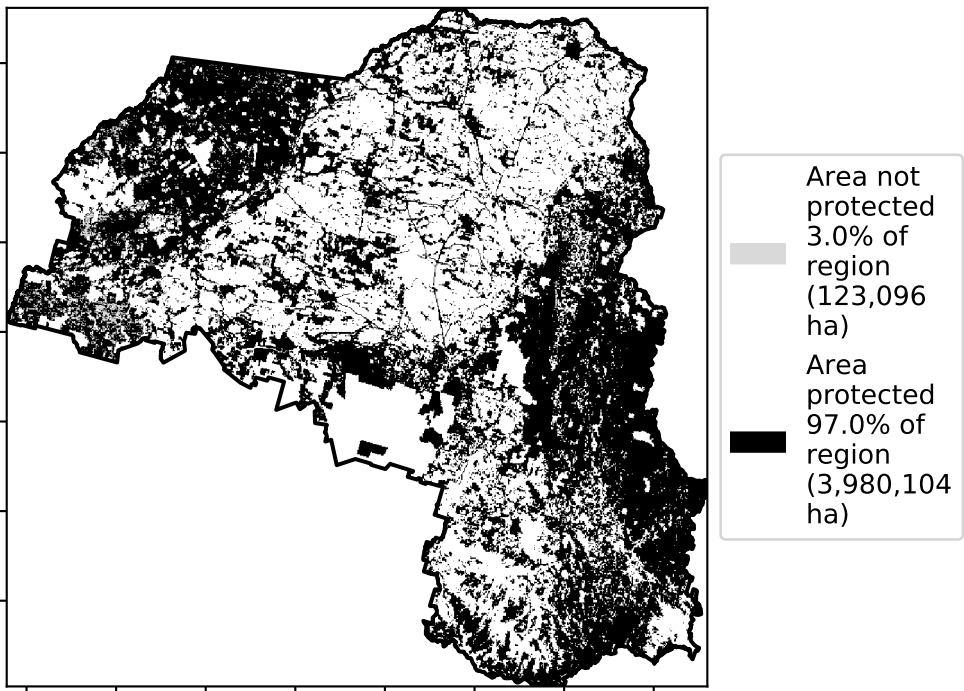 Area not
protected
3.0% of
region
(123,096
ha)
Area
protected
97.0% of
region
(3,980,104
ha)